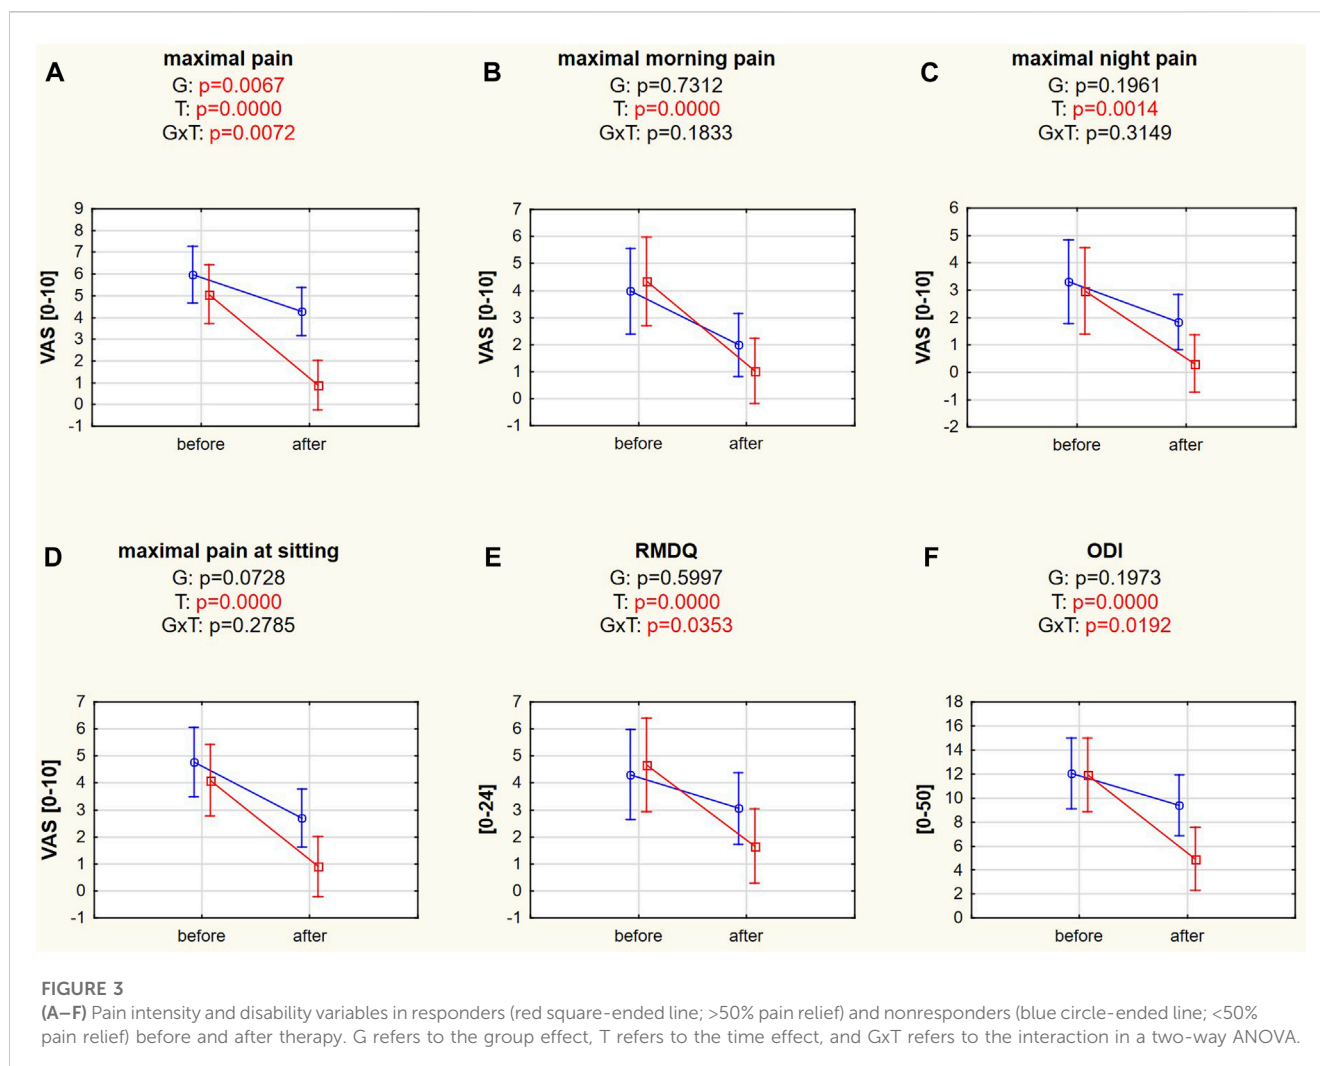 A
maximal pain
G: p=0.0067
T: p=0.0000
GxT: p=0.0072
VAS [0-10]
9
8
7
6
5
4
3
2
1
0
-1
before after
B
maximal morning pain
G: p=0.7312
T: p=0.0000
GxT: p=0.1833
VAS [0-10]
7
6
5
4
3
2
1
0
-1
before after
C
maximal night pain
G: p=0.1961
T: p=0.0014
GxT: p=0.3149
VAS [0-10]
6
5
4
3
2
1
0
-1
-2
before after
D
maximal pain at sitting
G: p=0.0728
T: p=0.0000
GxT: p=0.2785
VAS [0-10]
7
6
5
4
3
2
1
0
-1
before after
E
RMDQ
G: p=0.5997
T: p=0.0000
GxT: p=0.0353
[0-24]
7
6
5
4
3
2
1
0
-1
before after
F
ODI
G: p=0.1973
T: p=0.0000
GxT: p=0.0192
[0-50]
18
16
14
12
10
8
6
4
2
0
before after
FIGURE 3
(A–F) Pain intensity and disability variables in responders (red square-ended line; >50% pain relief) and nonresponders (blue circle-ended line; <50%
pain relief) before and after therapy. G refers to the group effect, T refers to the time effect, and GxT refers to the interaction in a two-way ANOVA.